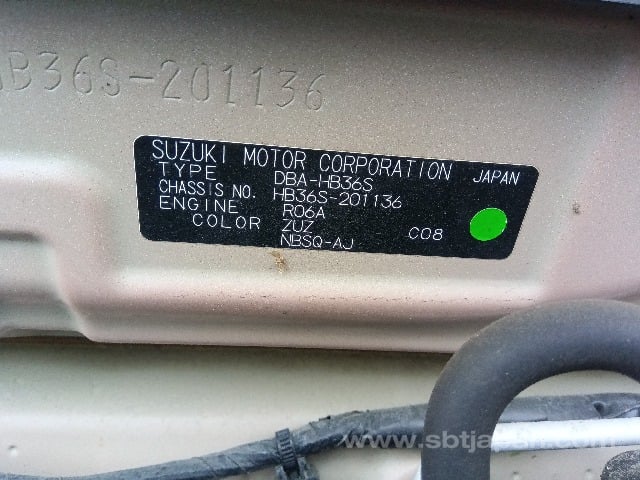 HB36S-201136
SUZUKI MOTOR CORPORATION JAPAN
TYPE DBA-HB36S
CHASSIS NO. HB36S-201136
ENGINE R06A
COLOR ZUZ C08
NBSQ-AJ
www.sbtjapan.com